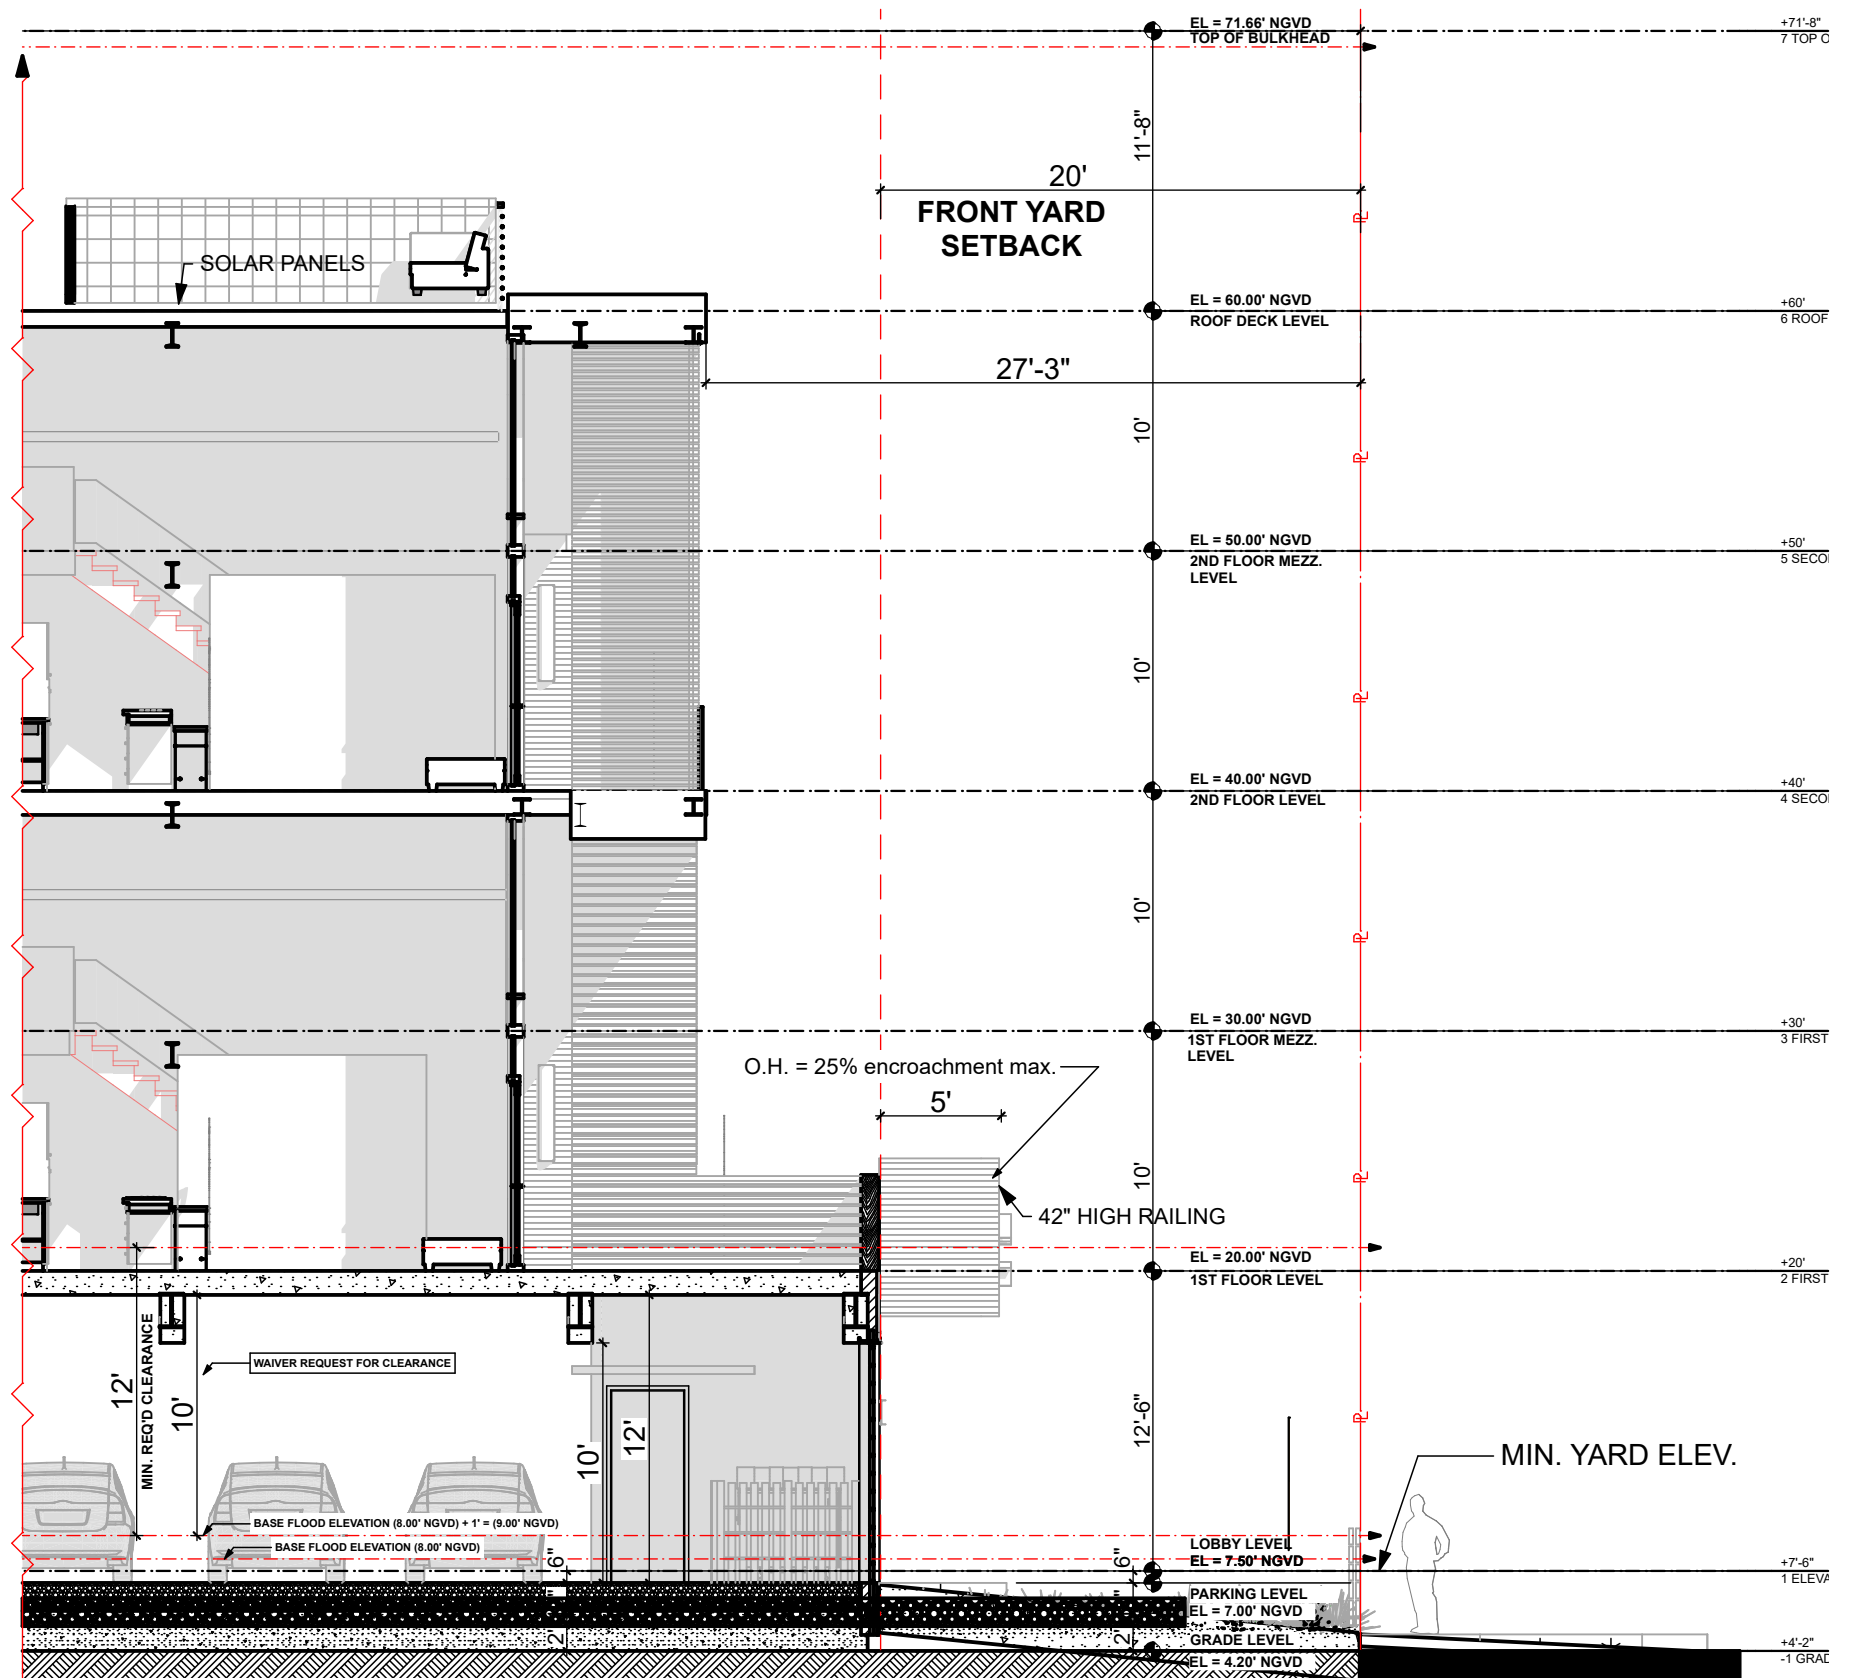 EL = 71.66' NGVD
TOP OF BULKHEAD
+71'-8"
7 TOP O
11'-8"
20'
FRONT YARD
SETBACK
SOLAR PANELS
EL = 60.00' NGVD
ROOF DECK LEVEL
+60'
6 ROOF
27'-3"
10'
EL = 50.00' NGVD
2ND FLOOR MEZZ.
LEVEL
+50'
5 SECO
10'
EL = 40.00' NGVD
2ND FLOOR LEVEL
+40'
4 SECO
10'
EL = 30.00' NGVD
1ST FLOOR MEZZ.
LEVEL
+30'
3 FIRST
O.H. = 25% encroachment max.
5'
10'
42" HIGH RAILING
EL = 20.00' NGVD
1ST FLOOR LEVEL
+20'
2 FIRST
12'
MIN. REQ'D CLEARANCE
10'
WAIVER REQUEST FOR CLEARANCE
10'
12'
12'-6"
MIN. YARD ELEV.
BASE FLOOD ELEVATION (8.00' NGVD) + 1' = (9.00' NGVD)
BASE FLOOD ELEVATION (8.00' NGVD)
6"
6"
LOBBY LEVEL
EL = 7.50' NGVD
+7'-6"
1 ELEVA
PARKING LEVEL
EL = 7.00' NGVD
GRADE LEVEL
EL = 4.20' NGVD
+4'-2"
-1 GRAD